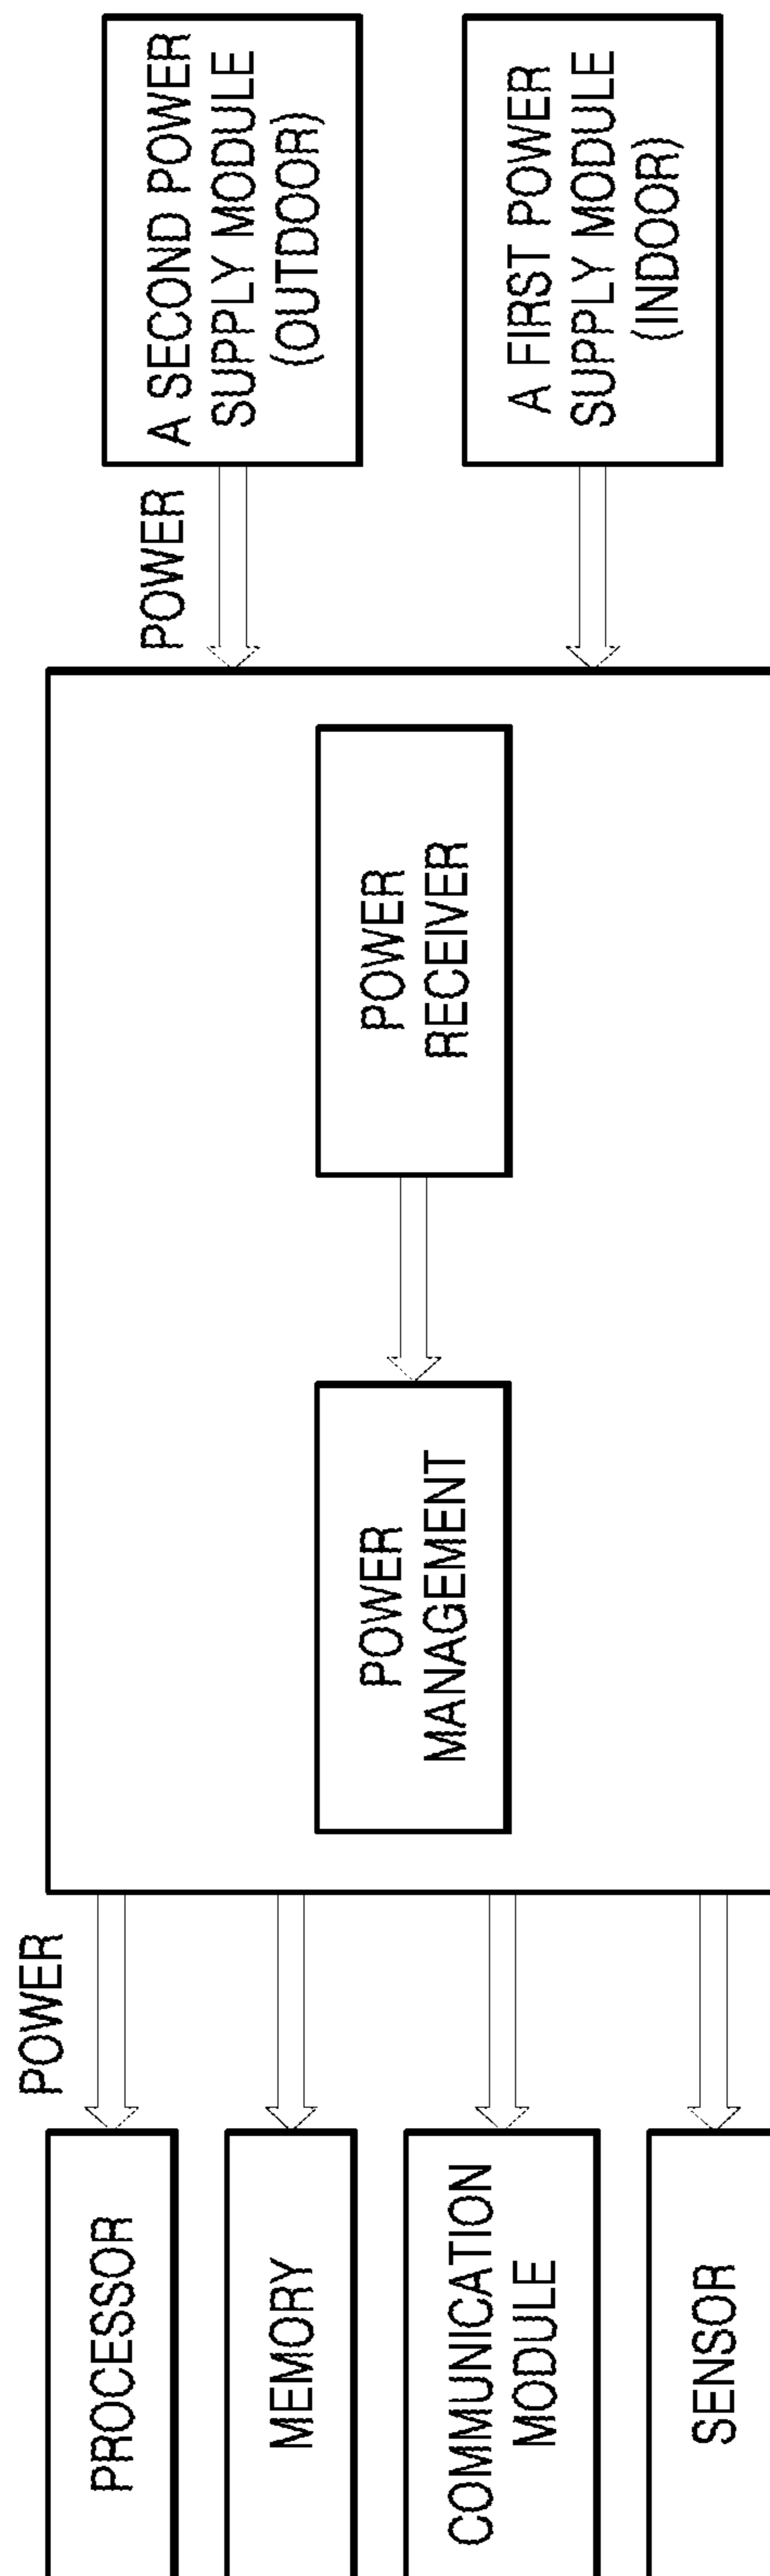 PROCESSOR
MEMORY
COMMUNICATION
MODULE
SENSOR
POWER
POWER
MANAGEMENT
POWER
RECEIVER
POWER
A SECOND POWER
SUPPLY MODULE
(OUTDOOR)
A FIRST POWER
SUPPLY MODULE
(INDOOR)